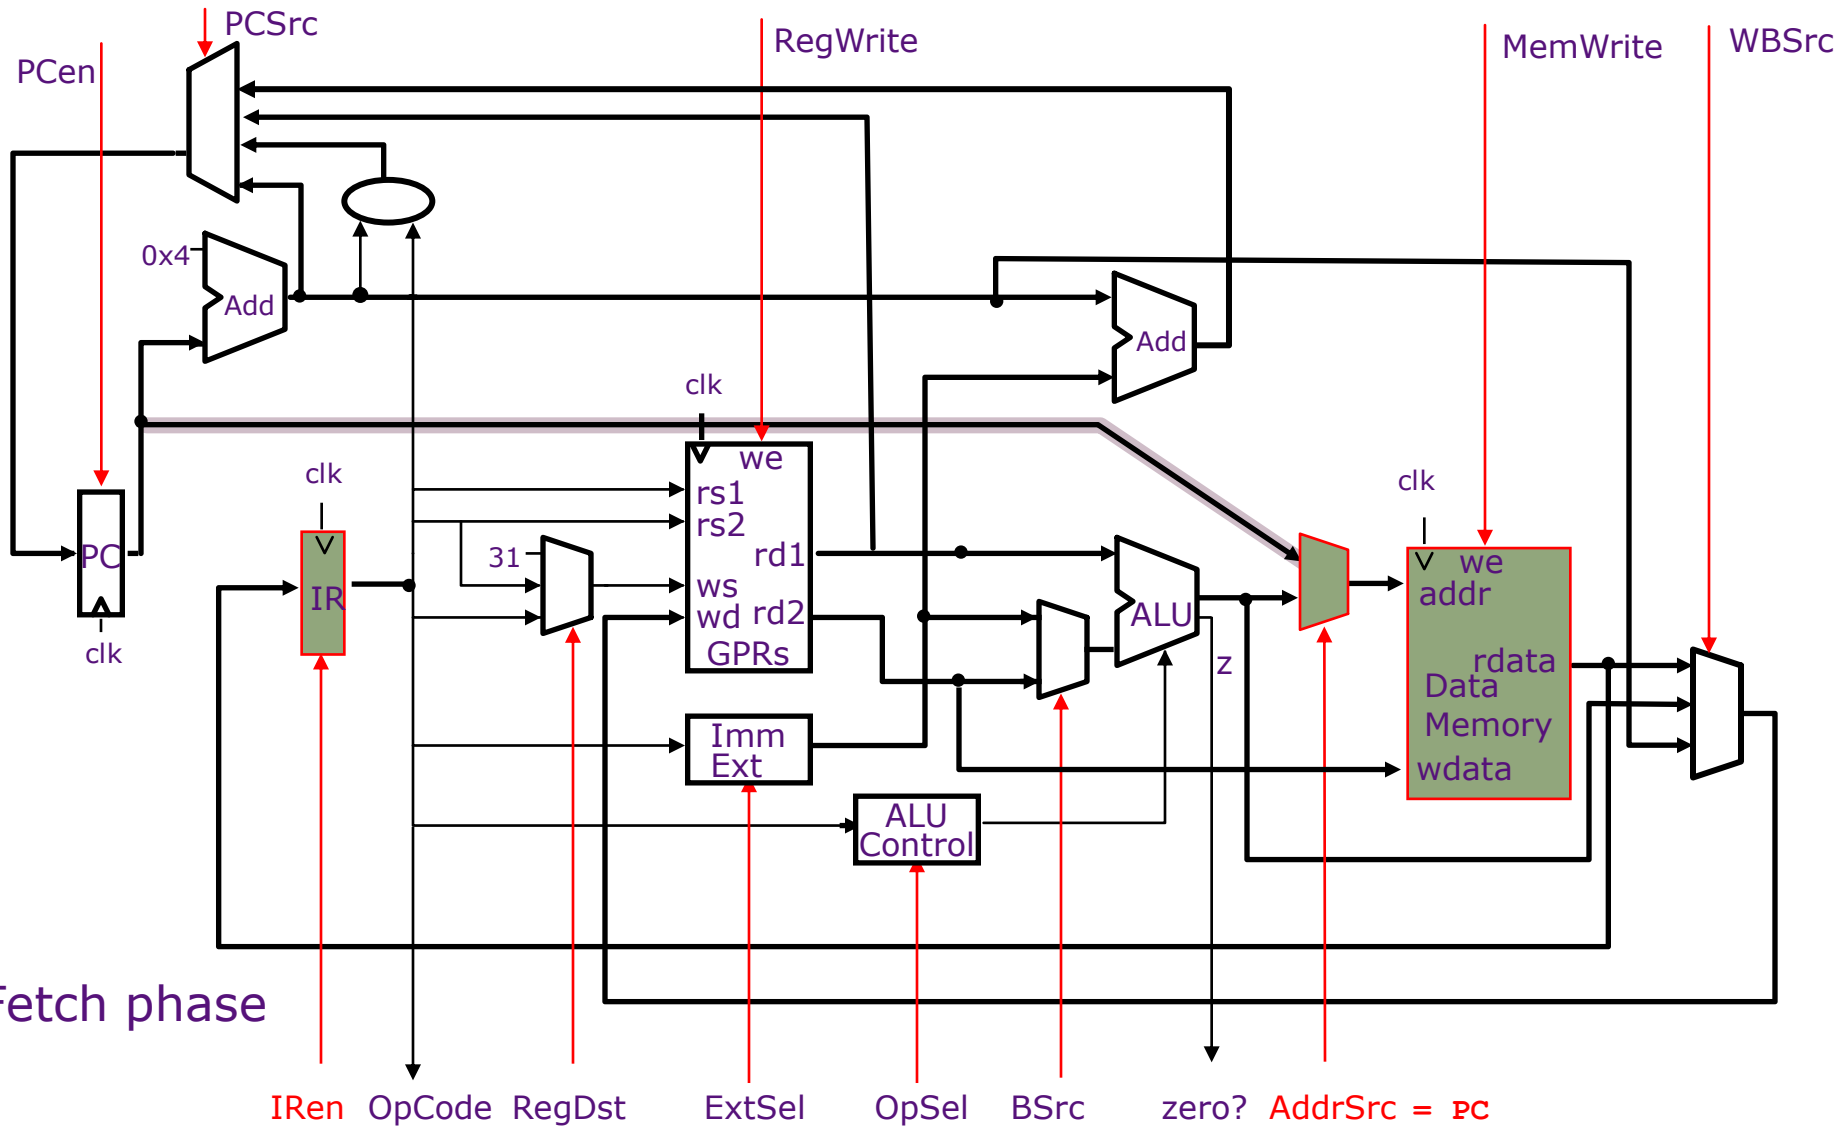 PCSrc
PCen
RegWrite
MemWrite
WBSrc
0x4
Add
Add
clk
clk
clk
we
rs1
rs2
rd1
31
ws
wd rd2
GPRs
PC
clk
IR
ALU
z
we
addr
rdata
Data
Memory
wdata
Imm
Ext
ALU
Control
Fetch phase
IRen OpCode RegDst ExtSel OpSel BSrc zero? AddrSrc = PC